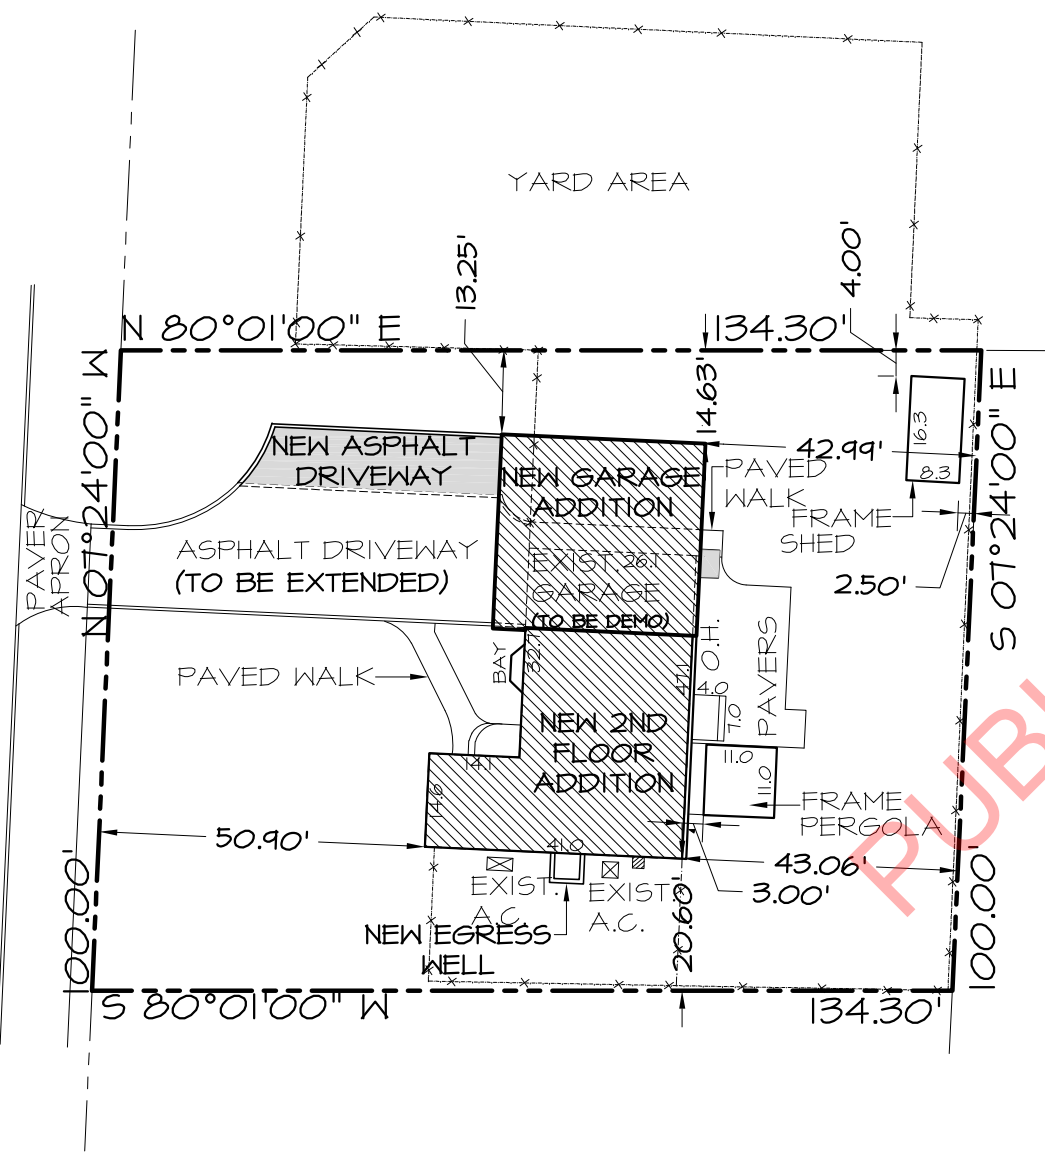 YARD AREA
13.25'
4.00'
N 80°01'00" E
134.30'
N 07°24'00" W
S 07°24'00" E
14.63'
42.99'
16.3
8.3
NEW ASPHALT
DRIVEWAY
NEW GARAGE
ADDITION
PAVED
WALK
FRAME
SHED
2.50'
PAVER
APRON
ASPHALT DRIVEWAY
(TO BE EXTENDED)
EXIST. 26.1
GARAGE
(TO BE DEMO)
O.H.
PAVERS
BAY
32.7
47.1
4.0
7.0
PAVED WALK
NEW 2ND
FLOOR
ADDITION
11.0
11.0
14.1
14.6
FRAME
PERGOLA
50.90'
41.0
43.06'
3.00'
EXIST.
A.C.
EXIST.
A.C.
NEW EGRESS
WELL
20.60'
100.00'
100.00'
S 80°01'00" W
134.30'
PUB